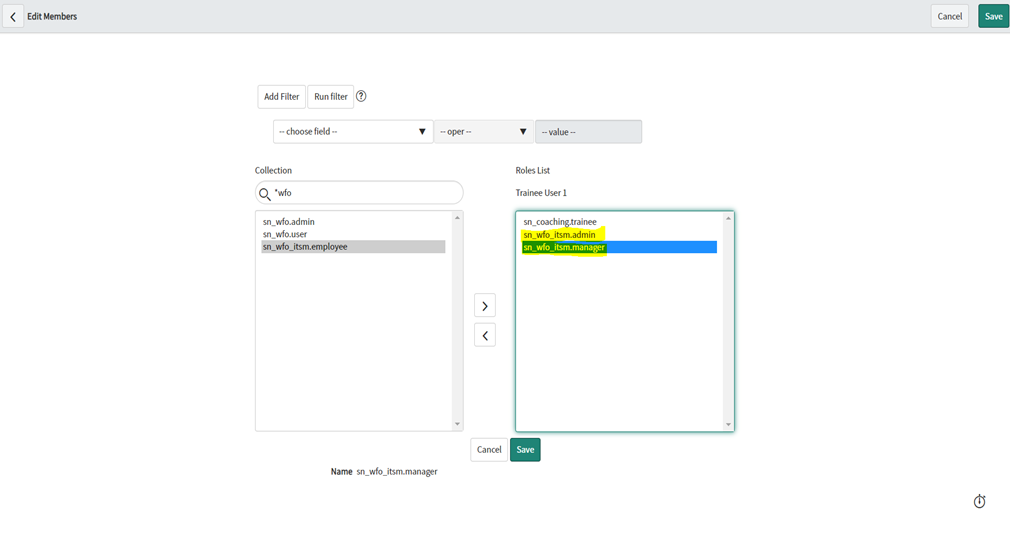 Edit Members
Cancel
Save
Add Filter
Run filter
?
-- choose field --
-- oper --
-- value --
Collection
Roles List
*wfo
Trainee User 1
sn_wfo.admin
sn_wfo.user
sn_wfo_itsm.employee
sn_coaching.trainee
sn_wfo_itsm.admin
sn_wfo_itsm.manager
Cancel
Save
Name sn_wfo_itsm.manager